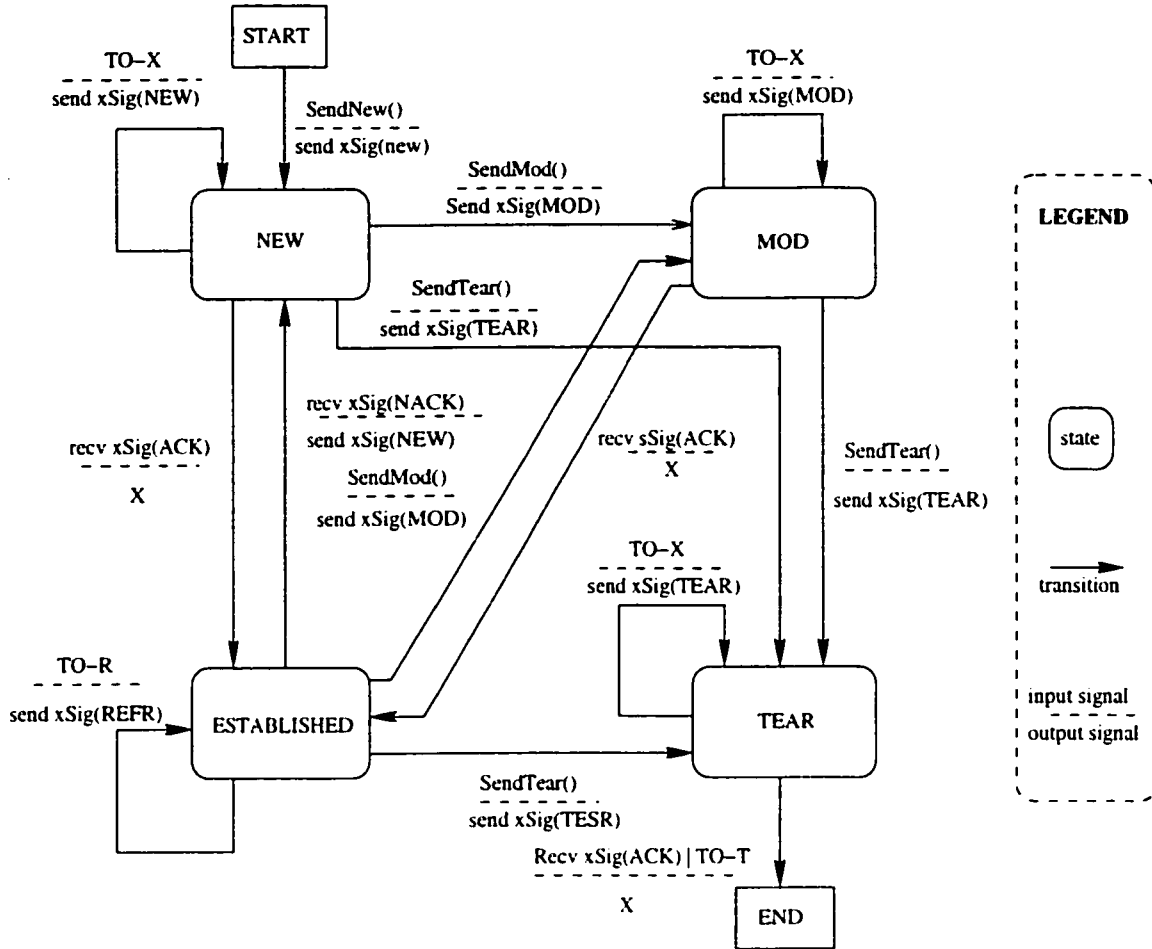 START
TO-X
send xSig(NEW)
SendNew()
send xSig(new)
TO-X
send xSig(MOD)
SendMod()
Send xSig(MOD)
NEW
MOD
LEGEND
SendTear()
send xSig(TEAR)
recv xSig(NACK)
send xSig(NEW)
recv xSig(ACK)
X
SendMod()
send xSig(MOD)
recv sSig(ACK)
X
SendTear()
send xSig(TEAR)
state
TO-X
send xSig(TEAR)
transition
TO-R
send xSig(REFR)
ESTABLISHED
TEAR
input signal
output signal
SendTear()
send xSig(TESR)
Recv xSig(ACK) | TO-T
X
END